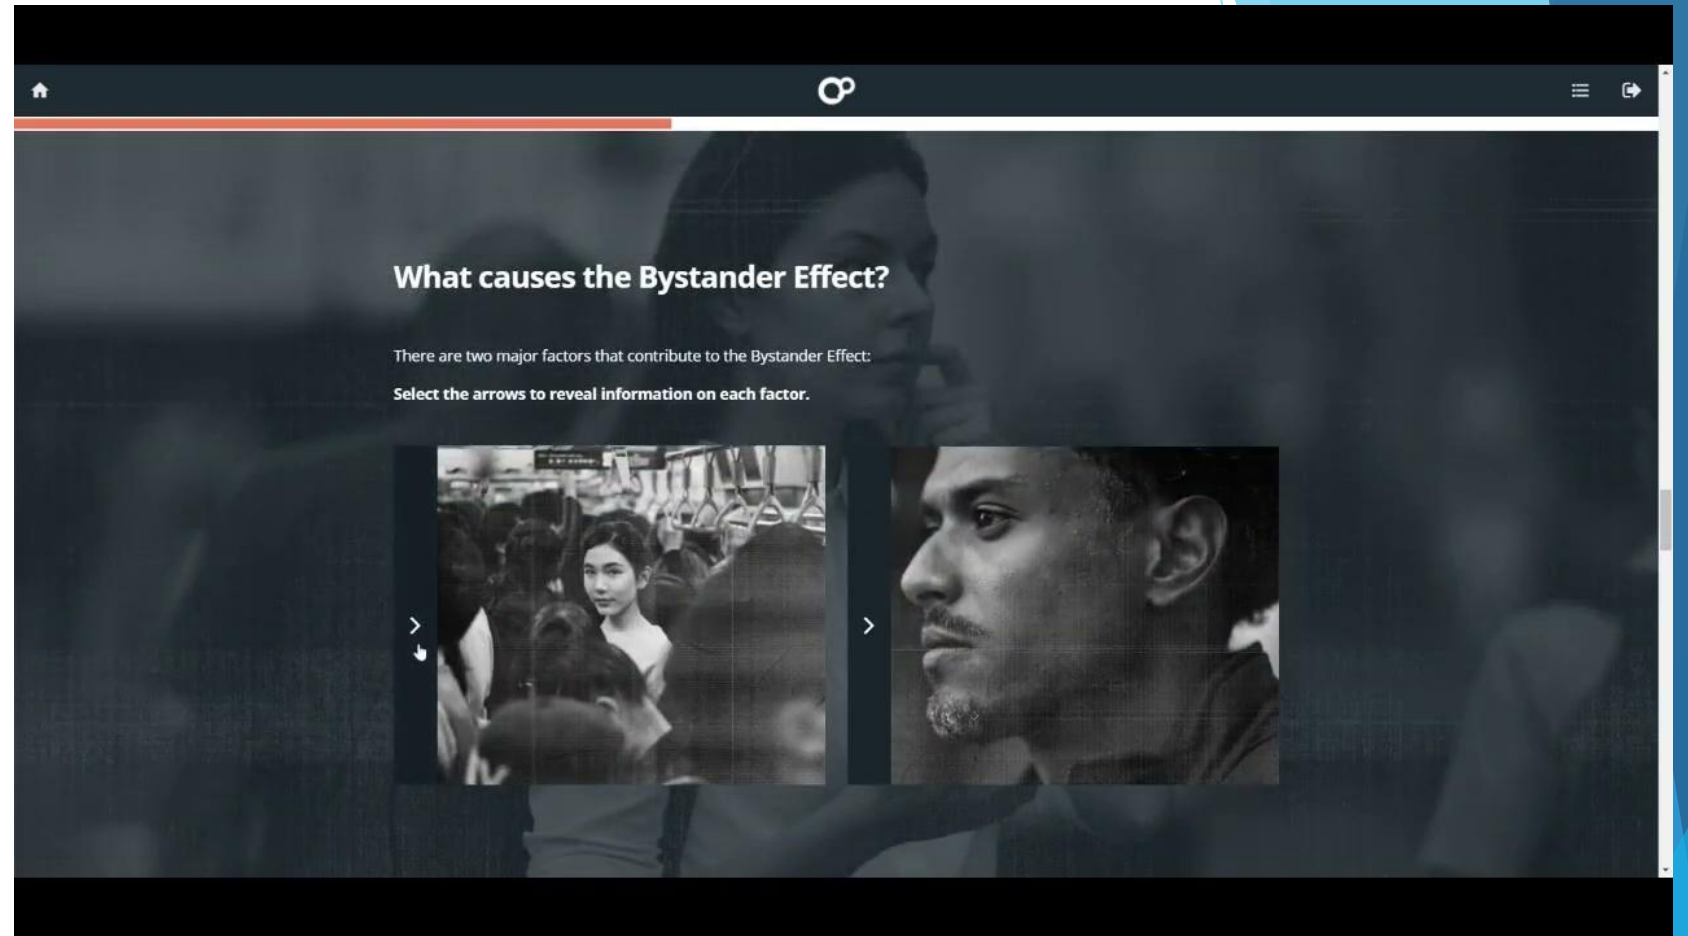 What causes the Bystander Effect?
There are two major factors that contribute to the Bystander Effect:
Select the arrows to reveal information on each factor.